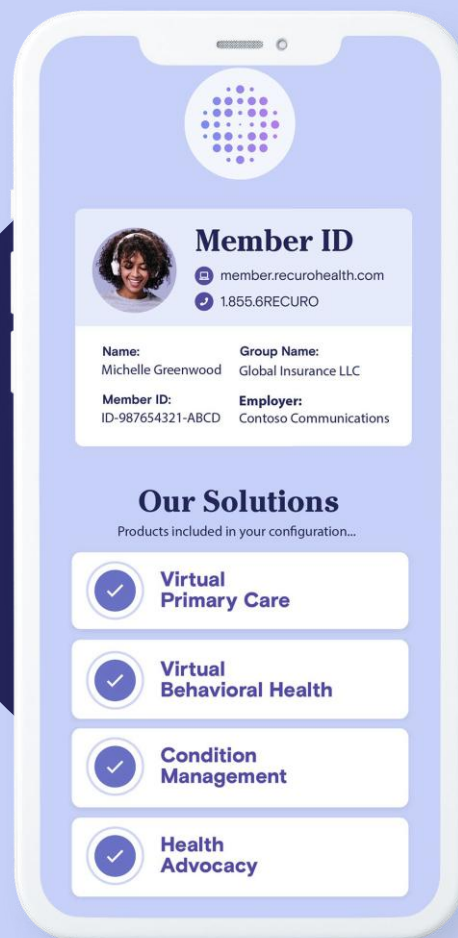 Member ID
member.recurohealth.com
1.855.6RECURO
Name:
Michelle Greenwood
Group Name:
Global Insurance LLC
Member ID:
ID-987654321-ABCD
Employer:
Contoso Communications
Our Solutions
Products included in your configuration...
Virtual
Primary Care
Virtual
Behavioral Health
Condition
Management
Health
Advocacy